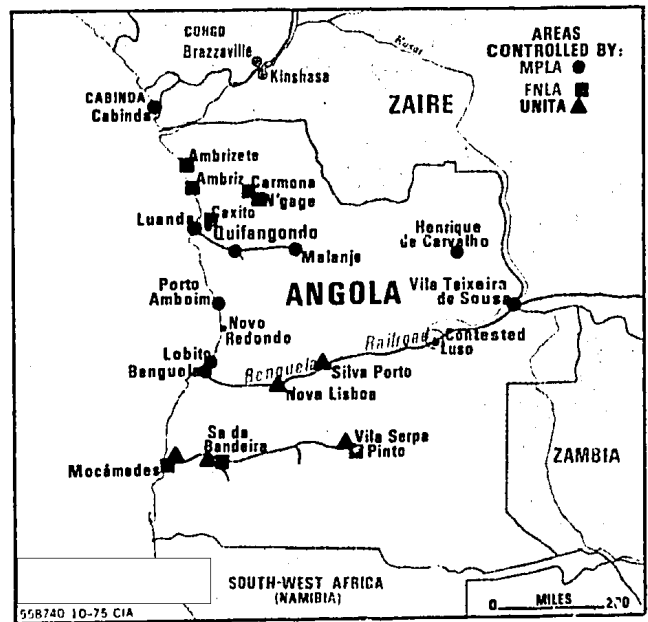 CONGO
Brazzaville
Kinshasa
Kasai
AREAS
CONTROLLED BY:
MPLA
FNLA
UNITA
CABINDA
Cabinda
ZAIRE
Ambrizete
Ambriz
Carmona
N'gage
Caxito
Luanda
Quifangondo
Malanje
Henrique
de Carvalho
Porto
Amboim
ANGOLA
Vila Teixeira
de Sousa
Novo
Redondo
Contested
Luso
Lobito
Benguela
Benguela Railroad
Silva Porto
Nova Lisboa
Sa da
Bandeira
Vila Serpa
Pinto
Mocâmedes
ZAMBIA
SOUTH-WEST AFRICA
(NAMIBIA)
0 MILES 200
558740 10-75 CIA